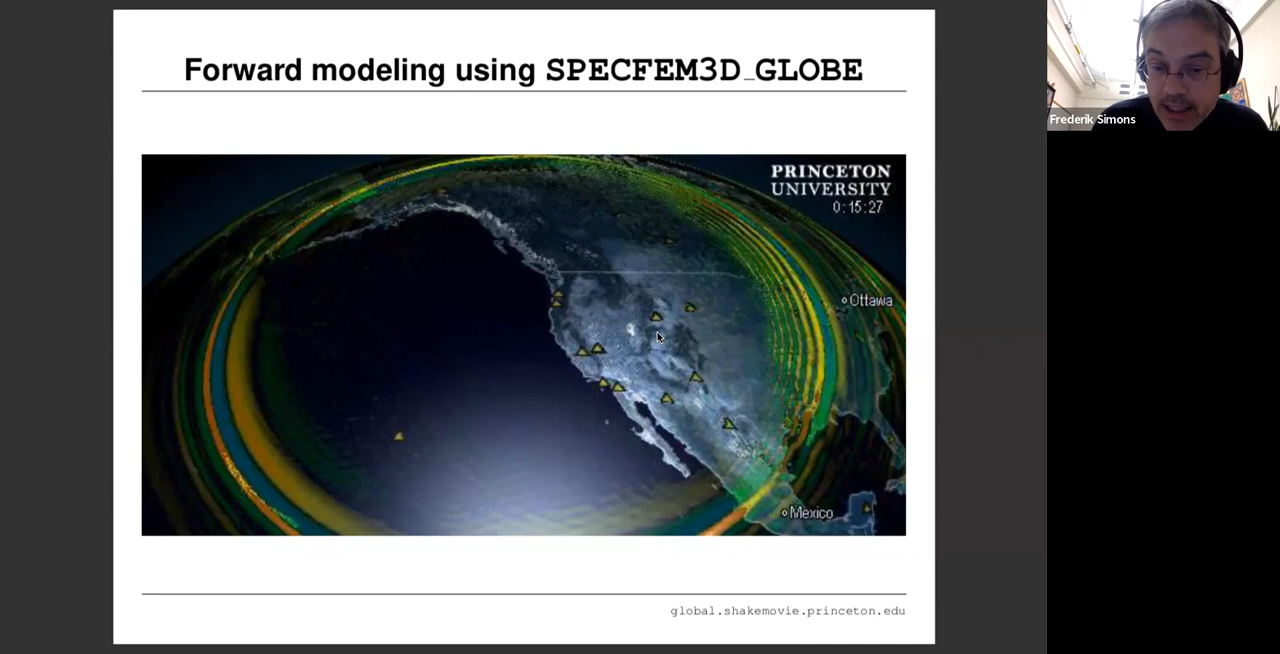 Forward modeling using SPECFEM3D_GLOBE
Frederik Simons
PRINCETON
UNIVERSITY
0:15:27
Ottawa
Mexico
global.shakemovie.princeton.edu